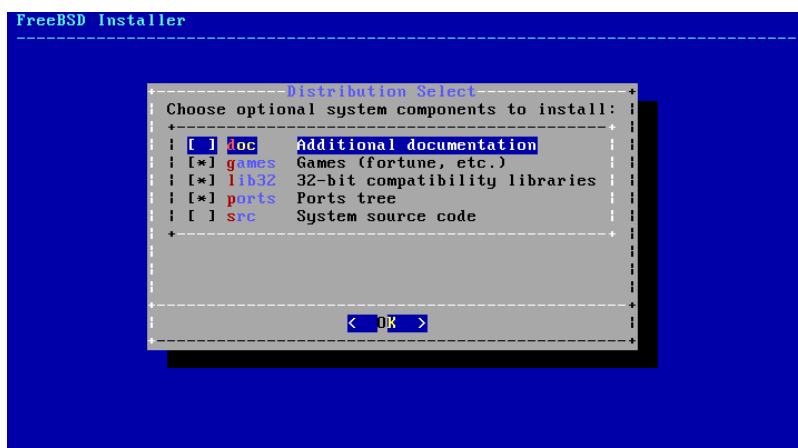 FreeBSD Installer
Distribution Select
Choose optional system components to install:
[ ] doc Additional documentation
[*] games Games (fortune, etc.)
[*] lib32 32-bit compatibility libraries
[*] ports Ports tree
[ ] src System source code
< OK >